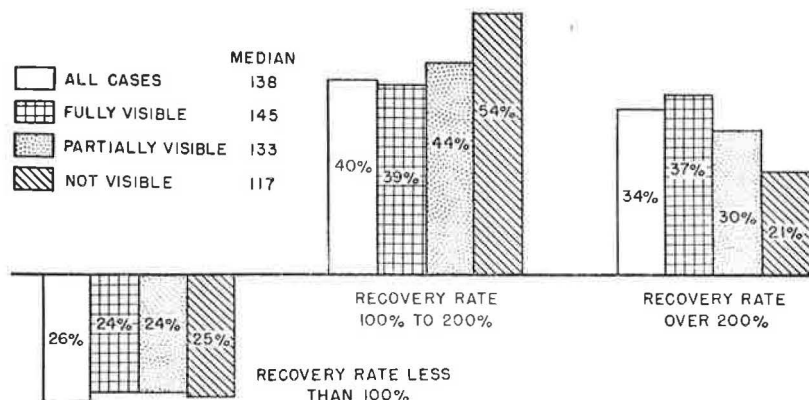 MEDIAN
ALL CASES 138
FULLY VISIBLE 145
PARTIALLY VISIBLE 133
NOT VISIBLE 117
40%
39%
44%
54%
34%
37%
30%
21%
RECOVERY RATE
100% TO 200%
RECOVERY RATE
OVER 200%
26%
24%
24%
25%
RECOVERY RATE LESS
THAN 100%